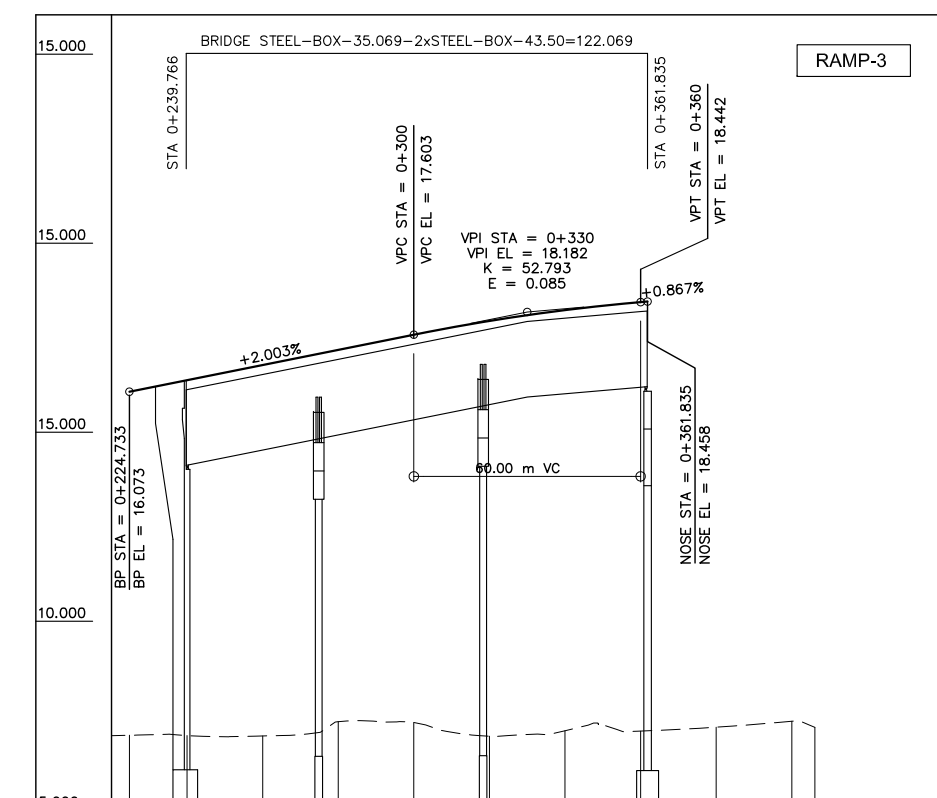 BRIDGE STEEL-BOX-35.069-2xSTEEL-BOX-43.50=122.069
RAMP-3
15.000
STA 0+239.766
STA 0+361.835
VPT STA = 0+360
VPT EL = 18.442
VPC STA = 0+300
VPC EL = 17.603
15.000
VPI STA = 0+330
VPI EL = 18.182
K = 52.793
E = 0.085
+0.867%
+2.003%
15.000
BP STA = 0+224.733
BP EL = 16.073
60.00 m VC
NOSE STA = 0+361.835
NOSE EL = 18.458
10.000
5.000